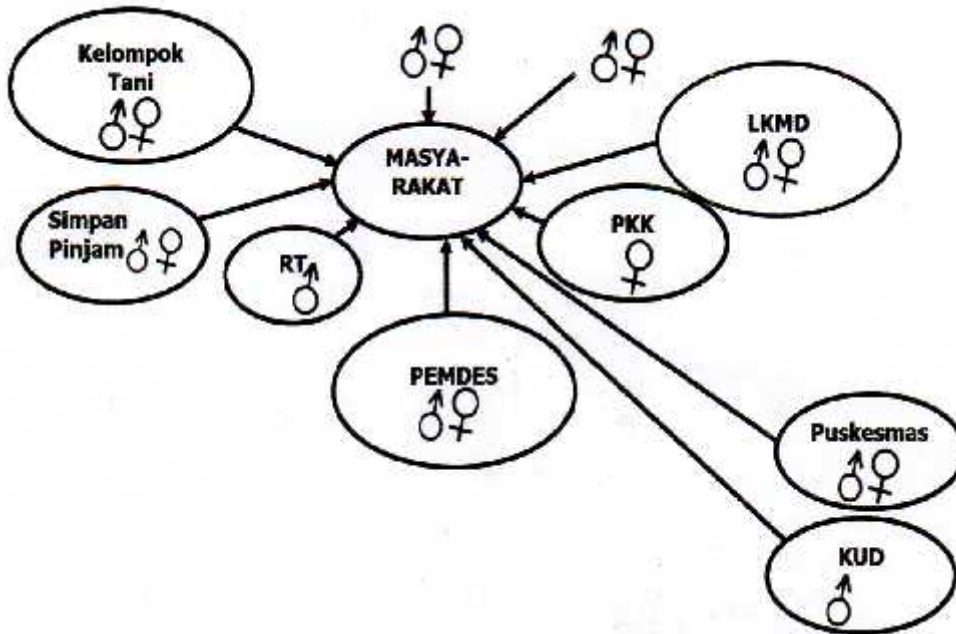 Kelompok
Tani
LKMD
MASYA-
RAKAT
Simpan
Pinjam
PKK
RT
PEMDES
Puskesmas
KUD